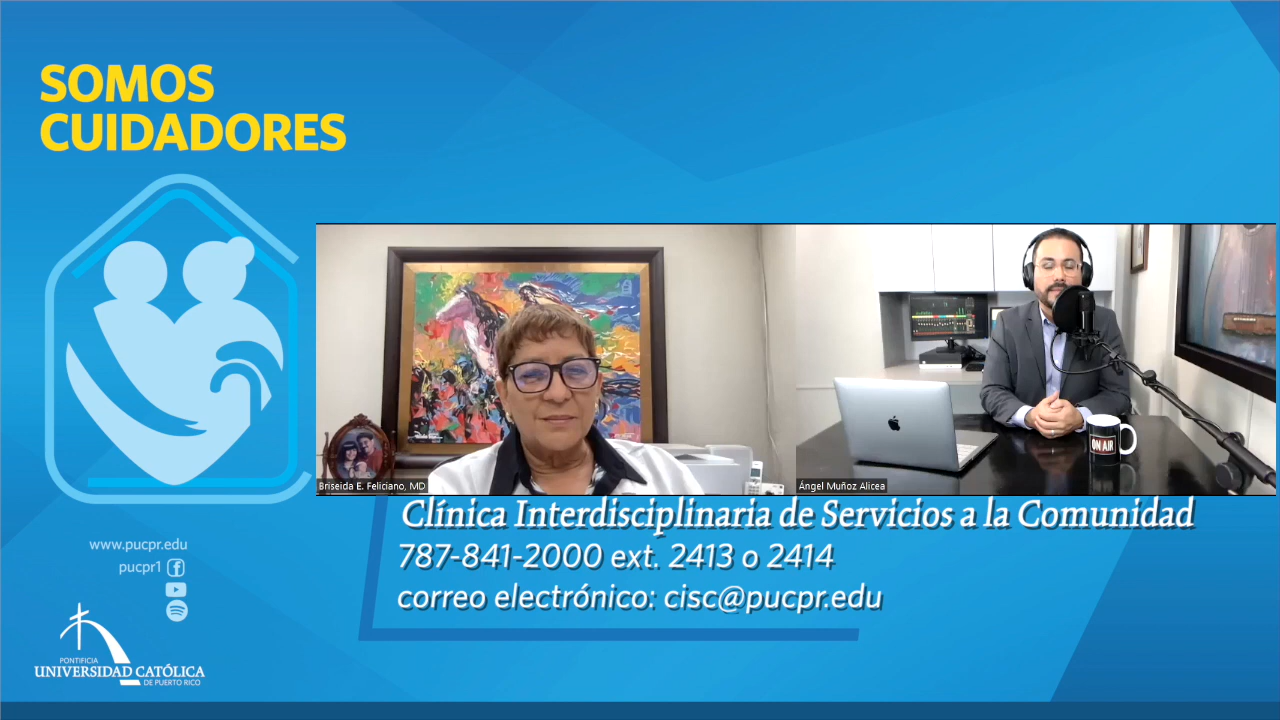 SOMOS
CUIDADORES
Briseida E. Feliciano, MD
Ángel Muñoz Alicea
ON AIR
Clínica Interdisciplinaria de Servicios a la Comunidad
787-841-2000 ext. 2413 o 2414
correo electrónico: cisc@pucpr.edu
www.pucpr.edu
pucpr1
PONTIFICIA
UNIVERSIDAD CATÓLICA
DE PUERTO RICO